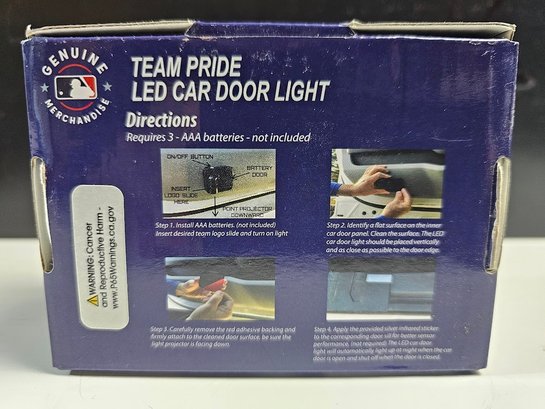 GENUINE
MERCHANDISE
TEAM PRIDE
LED CAR DOOR LIGHT
Directions
Requires 3 - AAA batteries - not included
ON/OFF BUTTON
BATTERY
DOOR
INSERT
LOGO SLIDE
HERE
POINT PROJECTOR
DOWNWARD
Step 1. Install AAA batteries. (not included)
Insert desired team logo slide and turn on light
Step 2. Identify a flat surface on the inner
car door panel. Clean the surface. The LED
car door light should be placed vertically
and as close as possible to the door edge.
Step 3. Carefully remove the red adhesive backing and
firmly attach to the cleaned door surface, be sure the
light projector is facing down.
Step 4. Apply the provided silver infrared sticker
to the corresponding door sill for better sensor
performance. (not required) The LED car door
light will automatically light up at night when the car
door is open and shut off when the door is closed.
WARNING: Cancer
and Reproductive Harm -
www.P65Warnings.ca.gov